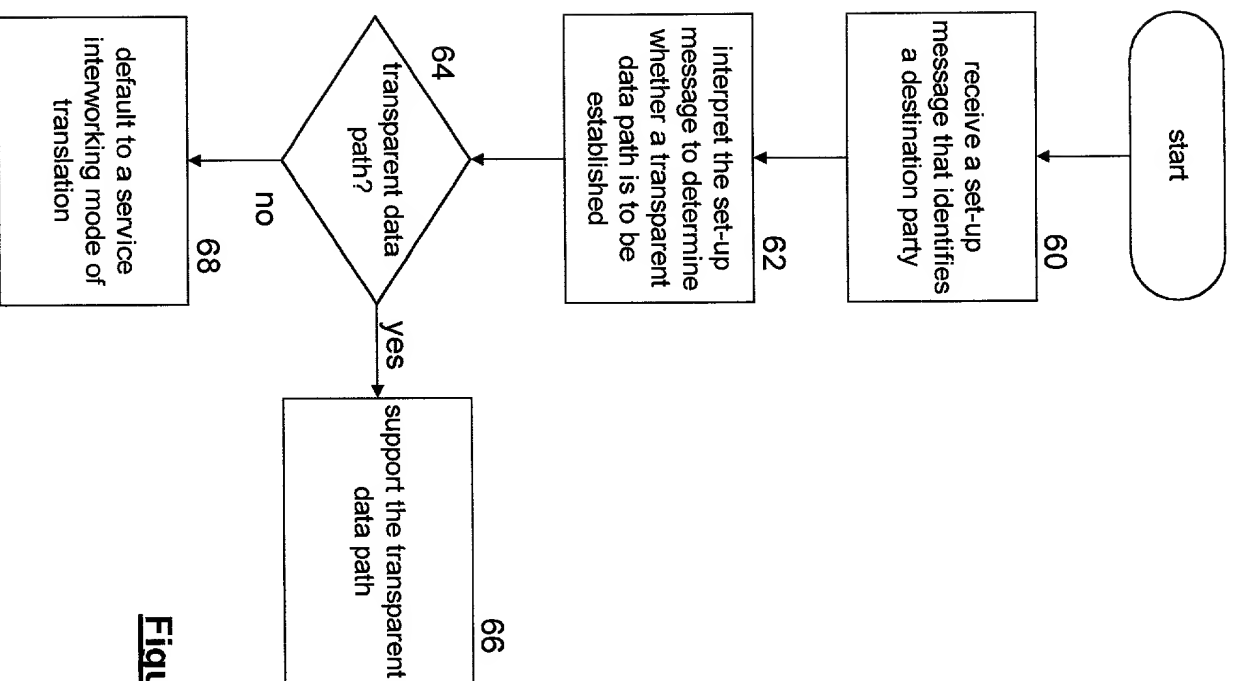 start
60
receive a set-up
message that identifies
a destination party
62
interpret the set-up
message to determine
whether a transparent
data path is to be
established
64
transparent data
path?
yes
66
support the transparent
data path
no
68
default to a service
interworking mode of
translation